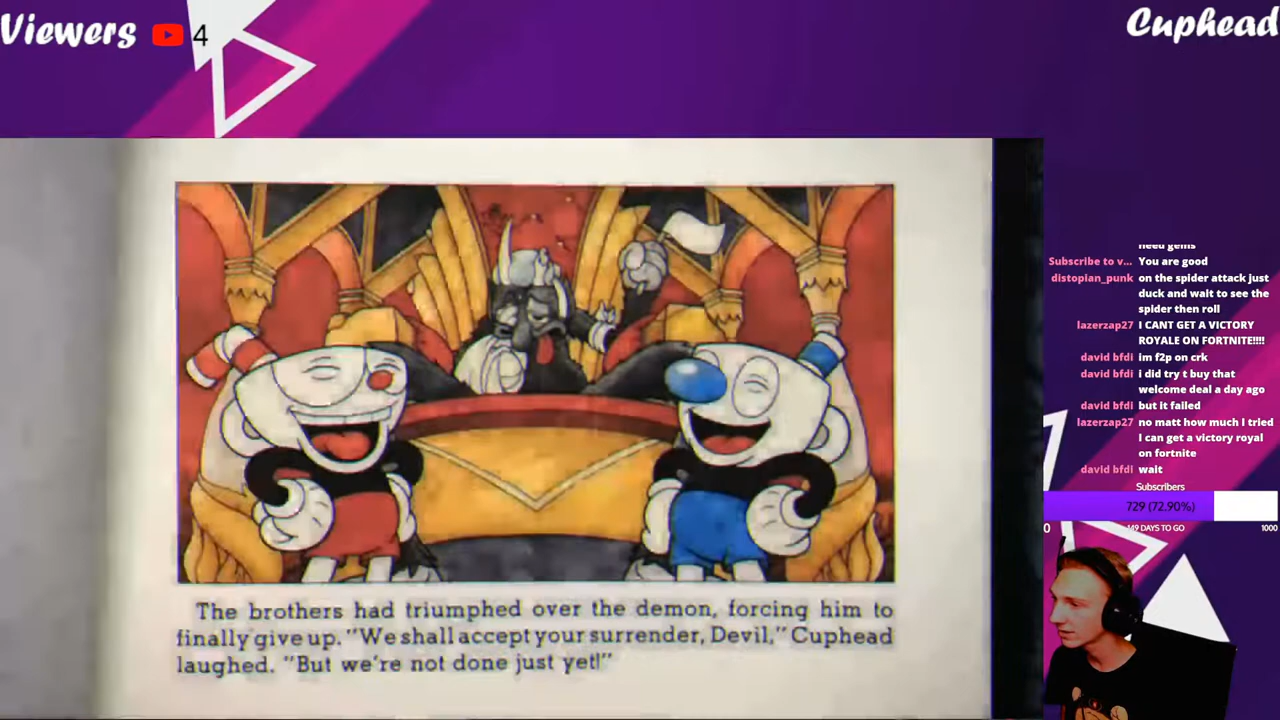 Viewers 4
Cuphead
need gems
Subscribe to v... You are good
distopian_punk on the spider attack just
duck and wait to see the
spider then roll
lazerzap27 I CANT GET A VICTORY
ROYALE ON FORTNITE!!!!
david bfdi Im f2p on crk
david bfdi i did try t buy that
welcome deal a day ago
david bfdi but it failed
lazerzap27 no matt how much I tried
I can get a victory royal
on fortnite
david bfdi wait
Subscribers
729 (72.90%)
0 149 DAYS TO GO 1000
The brothers had triumphed over the demon, forcing him to
finally give up. "We shall accept your surrender, Devil," Cuphead
laughed. "But we're not done just yet!"